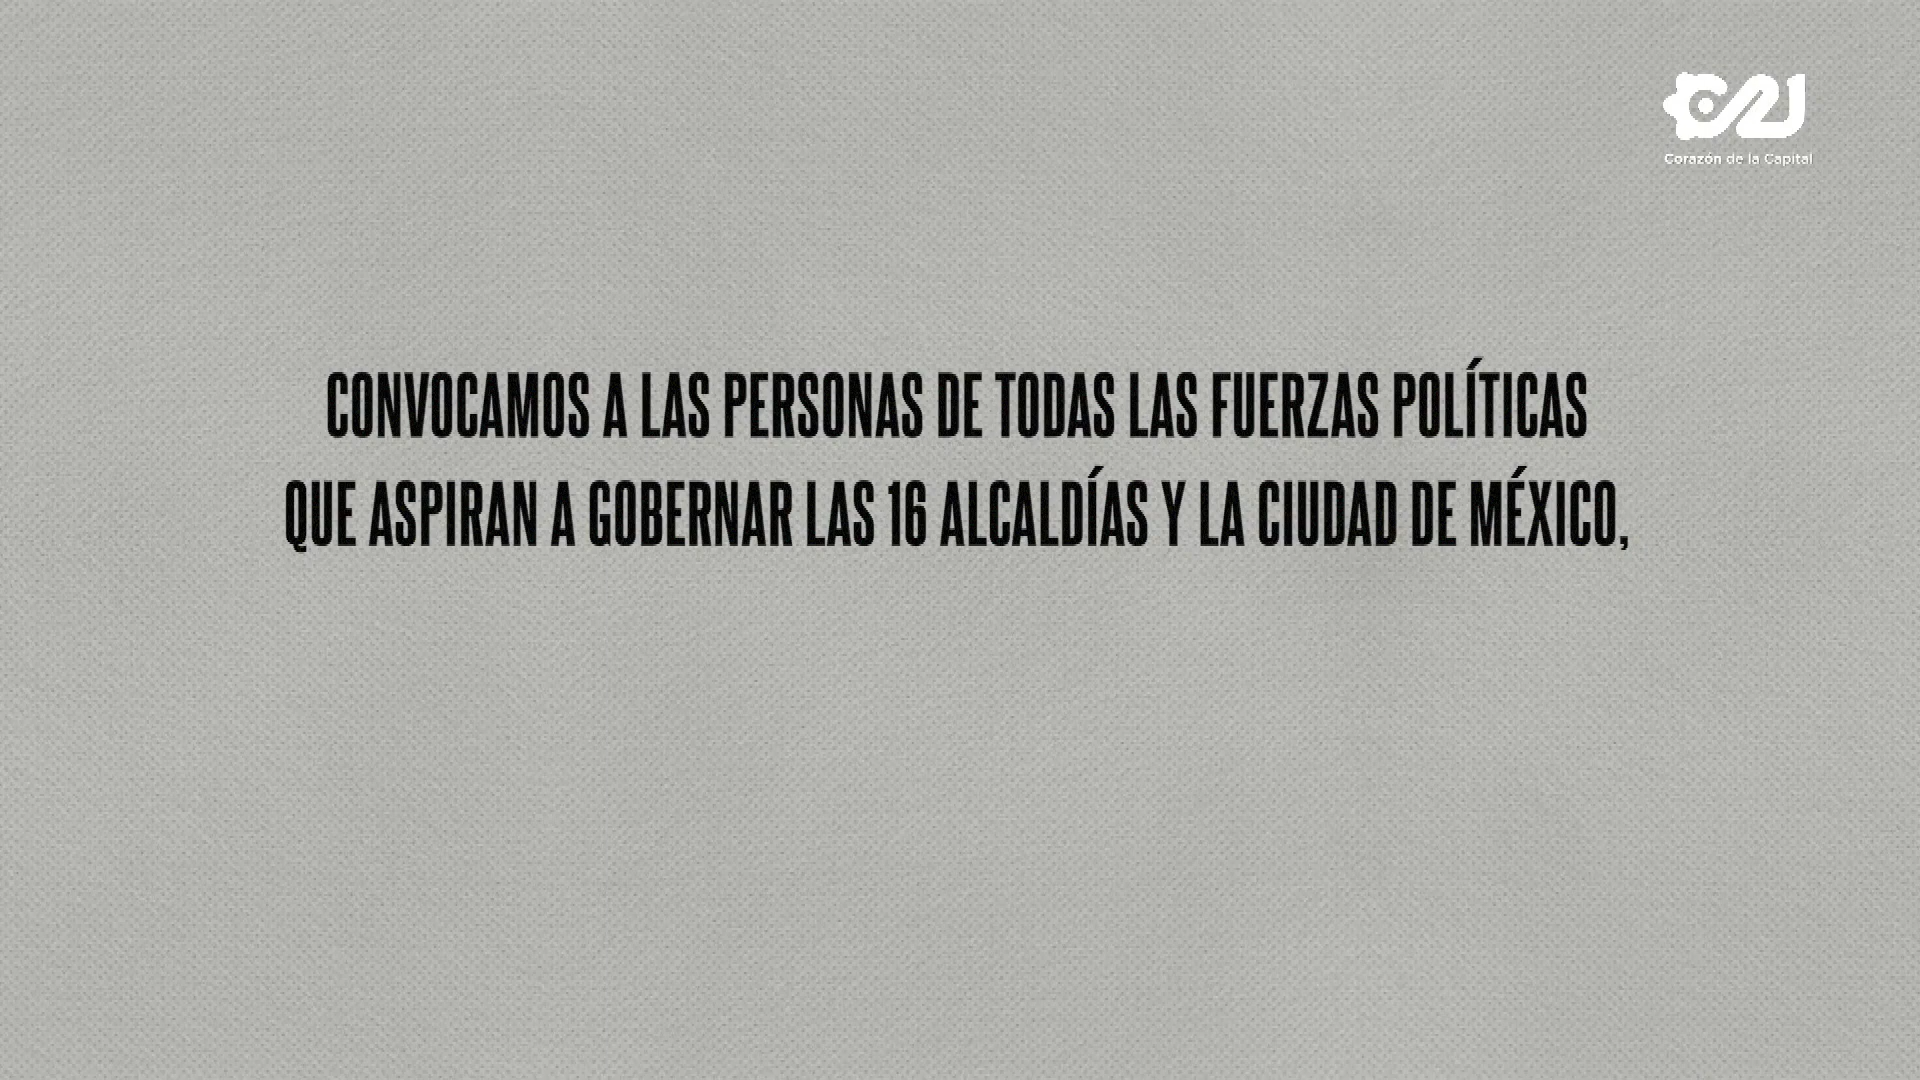 C21
Corazón de la Capital
CONVOCAMOS A LAS PERSONAS DE TODAS LAS FUERZAS POLÍTICAS
QUE ASPIRAN A GOBERNAR LAS 16 ALCALDÍAS Y LA CIUDAD DE MÉXICO,